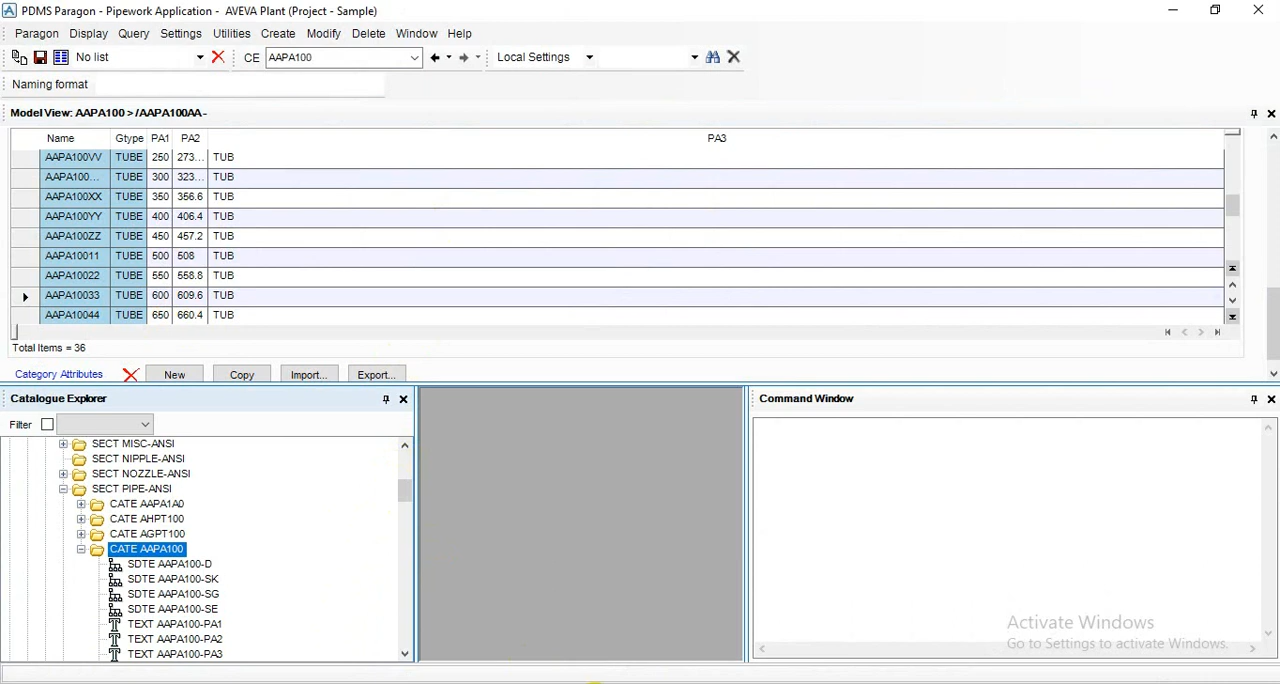 PDMS Paragon - Pipework Application - AVEVA Plant (Project - Sample)
Paragon Display Query Settings Utilities Create Modify Delete Window Help
No list CE AAPA100 Local Settings
Naming format
Model View: AAPA100 > /AAPA100AA-
Name Gtype PA1 PA2 PA3
AAPA100VV TUBE 250 273... TUB
AAPA100... TUBE 300 323... TUB
AAPA100XX TUBE 350 356.6 TUB
AAPA100YY TUBE 400 406.4 TUB
AAPA100ZZ TUBE 450 457.2 TUB
AAPA10011 TUBE 500 508 TUB
AAPA10022 TUBE 550 558.8 TUB
AAPA10033 TUBE 600 609.6 TUB
AAPA10044 TUBE 650 660.4 TUB
Total Items = 36
Category Attributes New Copy Import... Export...
Catalogue Explorer
Filter
SECT MISC-ANSI
SECT NIPPLE-ANSI
SECT NOZZLE-ANSI
SECT PIPE-ANSI
CATE AAPA1A0
CATE AHPT100
CATE AGPT100
CATE AAPA100
SDTE AAPA100-D
SDTE AAPA100-SK
SDTE AAPA100-SG
SDTE AAPA100-SE
TEXT AAPA100-PA1
TEXT AAPA100-PA2
TEXT AAPA100-PA3
Command Window
Activate Windows
Go to Settings to activate Windows.